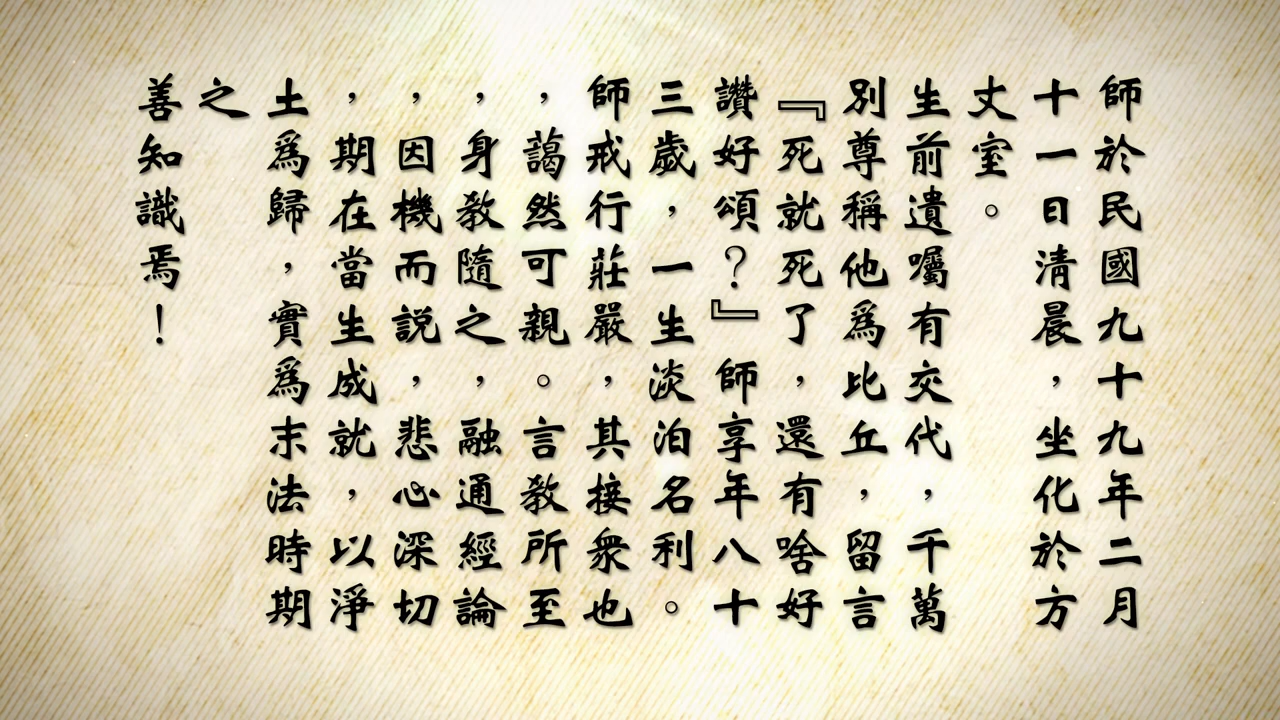 師於民國九十九年二月
十一日清晨，坐化於方
丈室。
生前遺囑有交代，千萬
別尊稱他爲比丘，留言
『死就死了，還有啥好
讚好頌？』師享年八十
三歲，一生淡泊名利。
師戒行莊嚴，其接衆也
，藹然可親。言教所至
，身教隨之，融通經論
，因機而説，悲心深切
，期在當生成就，以淨
土爲歸，實爲末法時期
之
善知識焉！